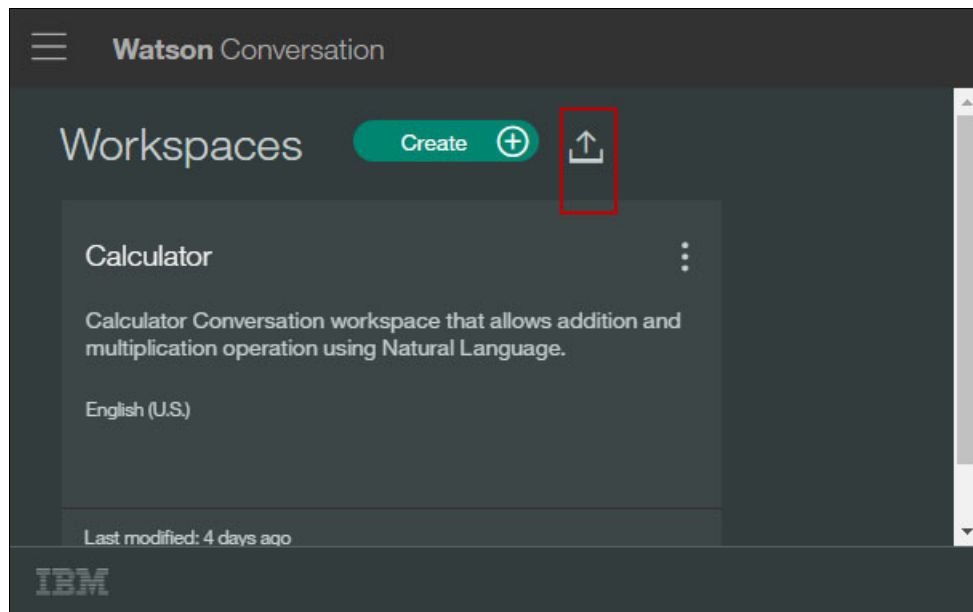 Watson Conversation
Workspaces
Create
Calculator
Calculator Conversation workspace that allows addition and
multiplication operation using Natural Language.
English (U.S.)
Last modified: 4 days ago
IBM